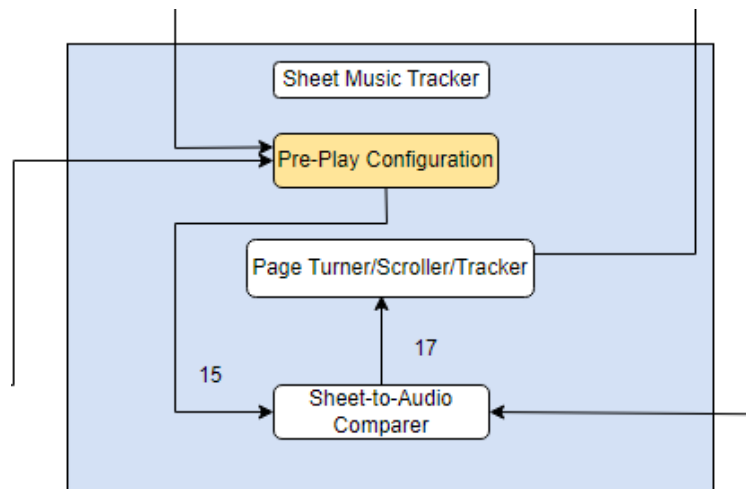 Sheet Music Tracker
Pre-Play Configuration
Page Turner/Scroller/Tracker
17
15
Sheet-to-Audio
Comparer